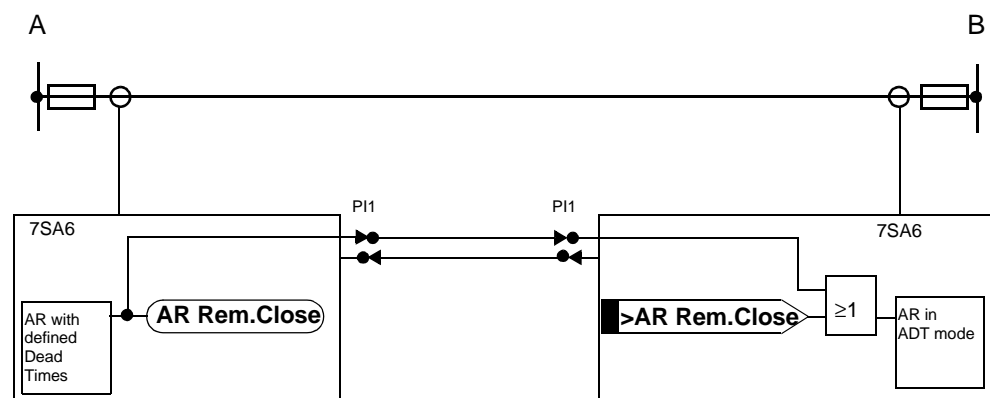 A
B
PI1
PI1
7SA6
7SA6
AR with
defined
Dead
Times
AR Rem.Close
>AR Rem.Close
≥1
AR in
ADT mode